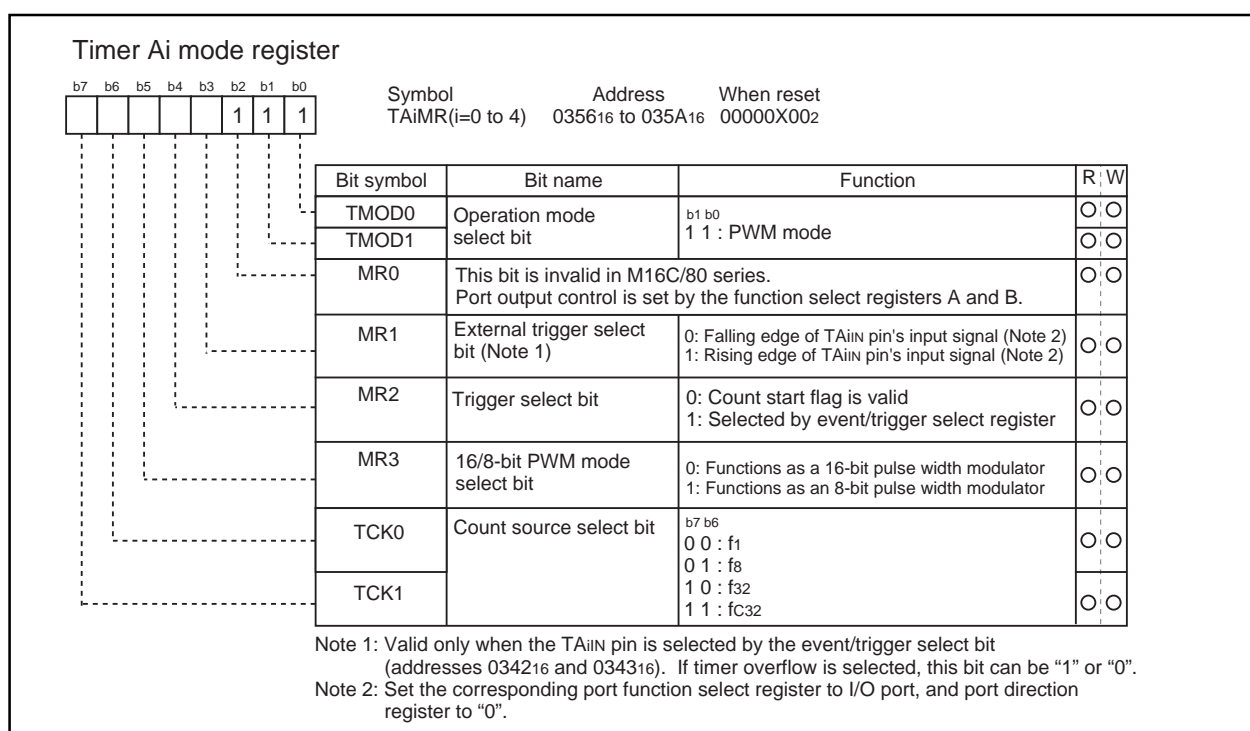 Timer Ai mode register
b7 b6 b5 b4 b3 b2 b1 b0
1 1 1
Symbol Address When reset
TAiMR(i=0 to 4) 035616 to 035A16 00000X002
Bit symbol Bit name Function R W
TMOD0 Operation mode select bit b1 b0
TMOD1 1 1 : PWM mode
MR0 This bit is invalid in M16C/80 series.
Port output control is set by the function select registers A and B.
MR1 External trigger select bit (Note 1) 0: Falling edge of TAiIN pin's input signal (Note 2)
1: Rising edge of TAiIN pin's input signal (Note 2)
MR2 Trigger select bit 0: Count start flag is valid
1: Selected by event/trigger select register
MR3 16/8-bit PWM mode select bit 0: Functions as a 16-bit pulse width modulator
1: Functions as an 8-bit pulse width modulator
TCK0 Count source select bit b7 b6
0 0 : f1
0 1 : f8
TCK1 1 0 : f32
1 1 : fC32
Note 1: Valid only when the TAiIN pin is selected by the event/trigger select bit
(addresses 034216 and 034316). If timer overflow is selected, this bit can be “1” or “0”.
Note 2: Set the corresponding port function select register to I/O port, and port direction
register to “0”.